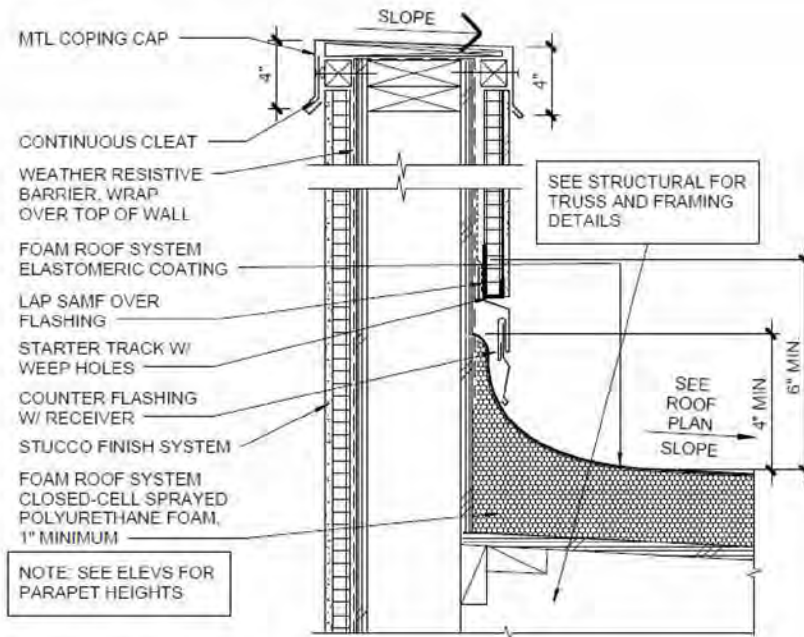 SLOPE
MTL COPING CAP
4"
4"
CONTINUOUS CLEAT
WEATHER RESISTIVE
BARRIER, WRAP
OVER TOP OF WALL
SEE STRUCTURAL FOR
TRUSS AND FRAMING
DETAILS
FOAM ROOF SYSTEM
ELASTOMERIC COATING
LAP SAMF OVER
FLASHING
STARTER TRACK W/
WEEP HOLES
COUNTER FLASHING
W/ RECEIVER
STUCCO FINISH SYSTEM
FOAM ROOF SYSTEM
CLOSED-CELL SPRAYED
POLYURETHANE FOAM,
1" MINIMUM
SEE
ROOF
PLAN
SLOPE
4" MIN.
6" MIN.
NOTE: SEE ELEVS FOR
PARAPET HEIGHTS